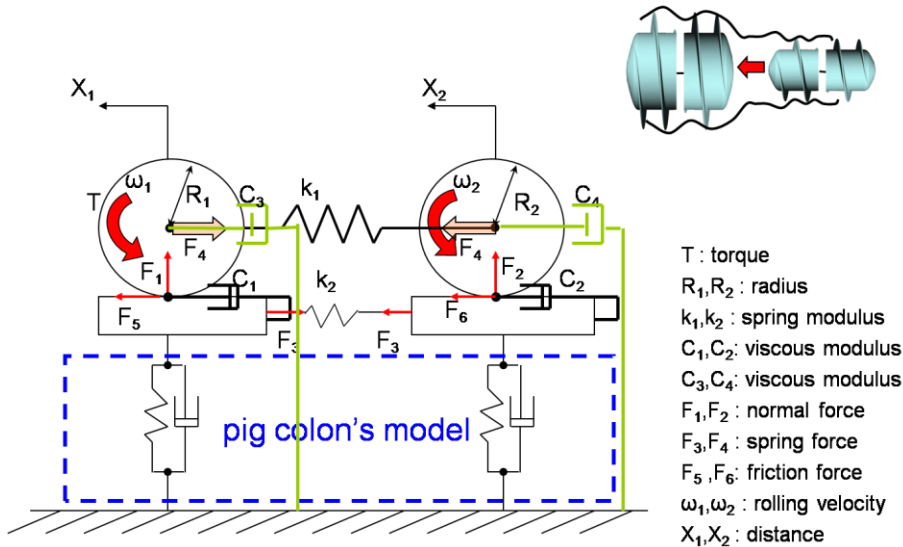 X₁
X₂
ω₁
T
R₁
C₃
k₁
ω₂
R₂
C₄
F₄
F₄
F₁
C₁
k₂
F₂
C₂
F₅
F₃
F₃
F₆
pig colon's model
T : torque
R₁,R₂ : radius
k₁,k₂ : spring modulus
C₁,C₂: viscous modulus
C₃,C₄: viscous modulus
F₁,F₂ : normal force
F₃,F₄ : spring force
F₅ ,F₆: friction force
ω₁,ω₂ : rolling velocity
X₁,X₂ : distance